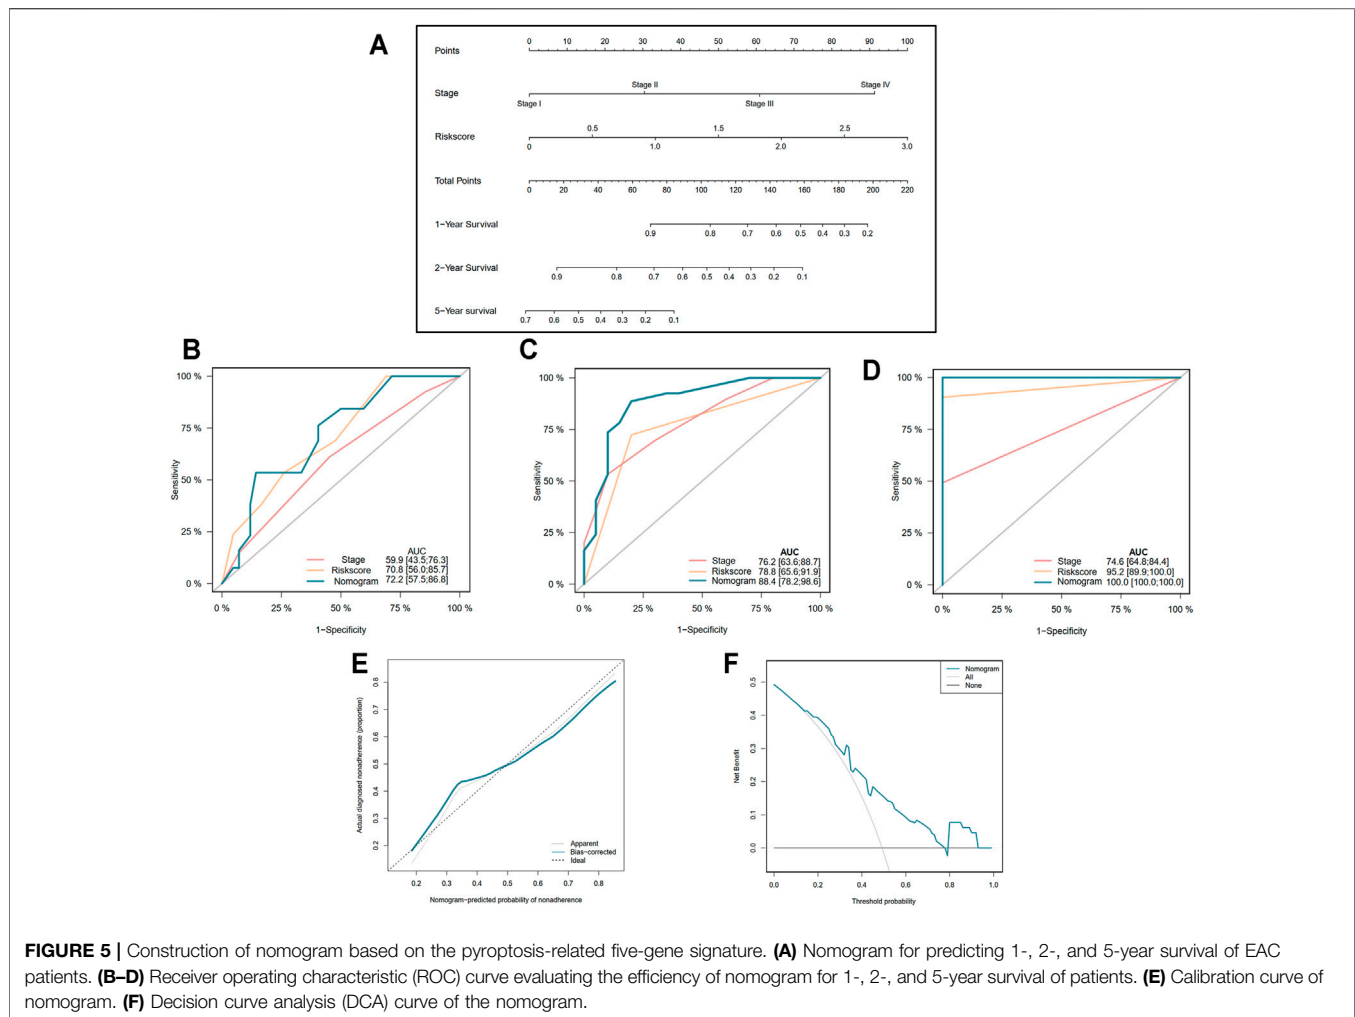 A
Points
0 10 20 30 40 50 60 70 80 90 100
Stage
Stage II Stage IV
Stage I Stage III
Riskscore
0.5 1.5 2.5
0 1.0 2.0 3.0
Total Points
0 20 40 60 80 100 120 140 160 180 200 220
1−Year Survival
0.9 0.8 0.7 0.6 0.5 0.4 0.3 0.2
2−Year Survival
0.9 0.8 0.7 0.6 0.5 0.4 0.3 0.2 0.1
5−Year survival
0.7 0.6 0.5 0.4 0.3 0.2 0.1
B
100 %
75 %
50 %
25 %
0 %
Sensitivity
AUC
Stage 59.9 [43.5;76.3]
Riskscore 70.8 [56.0;85.7]
Nomogram 72.2 [57.5;86.8]
0 % 25 % 50 % 75 % 100 %
1−Specificity
C
100 %
75 %
50 %
25 %
0 %
Sensitivity
AUC
Stage 76.2 [63.6;88.7]
Riskscore 78.8 [65.6;91.9]
Nomogram 88.4 [78.2;98.6]
0 % 25 % 50 % 75 % 100 %
1−Specificity
D
100 %
75 %
50 %
25 %
0 %
Sensitivity
AUC
Stage 74.6 [64.8;84.4]
Riskscore 95.2 [89.9;100.0]
Nomogram 100.0 [100.0;100.0]
0 % 25 % 50 % 75 % 100 %
1−Specificity
E
0.8
0.7
0.6
0.5
0.4
0.3
0.2
Actual diagnosed nonadherence (proportion)
Apparent
Bias−corrected
Ideal
0.2 0.3 0.4 0.5 0.6 0.7 0.8
Nomogram−predicted probability of nonadherence
F
Nomogram
All
None
0.5
0.4
0.3
0.2
0.1
0.0
Net Benefit
0.0 0.2 0.4 0.6 0.8 1.0
Threshold probability
FIGURE 5 | Construction of nomogram based on the pyroptosis-related five-gene signature. (A) Nomogram for predicting 1-, 2-, and 5-year survival of EAC
patients. (B–D) Receiver operating characteristic (ROC) curve evaluating the efficiency of nomogram for 1-, 2-, and 5-year survival of patients. (E) Calibration curve of
nomogram. (F) Decision curve analysis (DCA) curve of the nomogram.